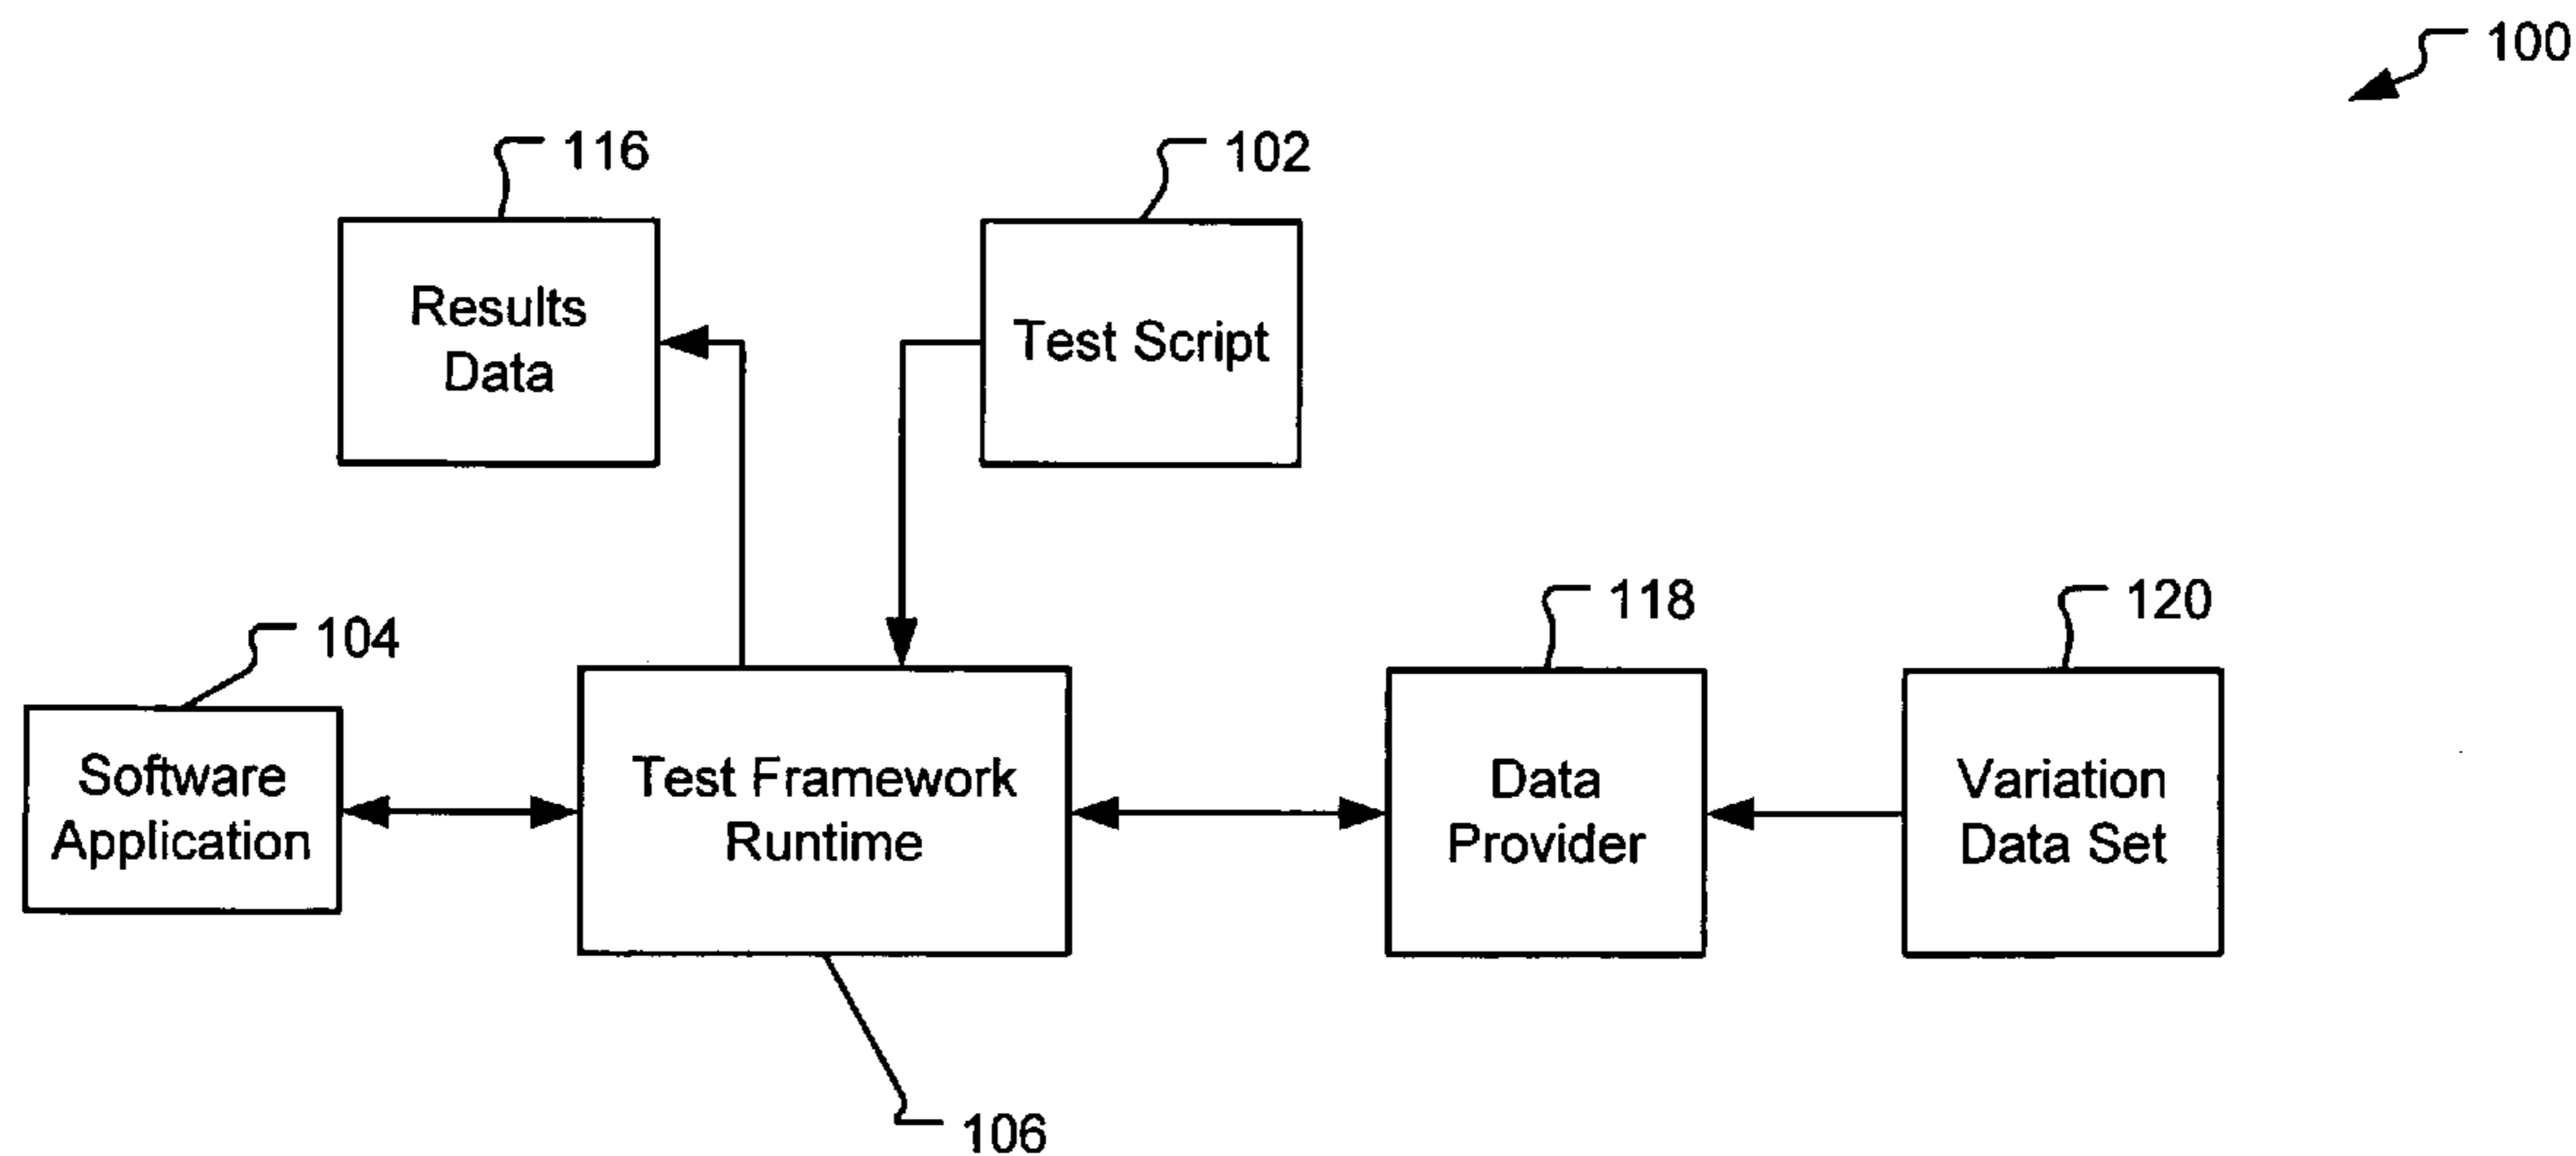 100
116
102
Results
Data
Test Script
104
118
120
Software
Application
Test Framework
Runtime
Data
Provider
Variation
Data Set
106